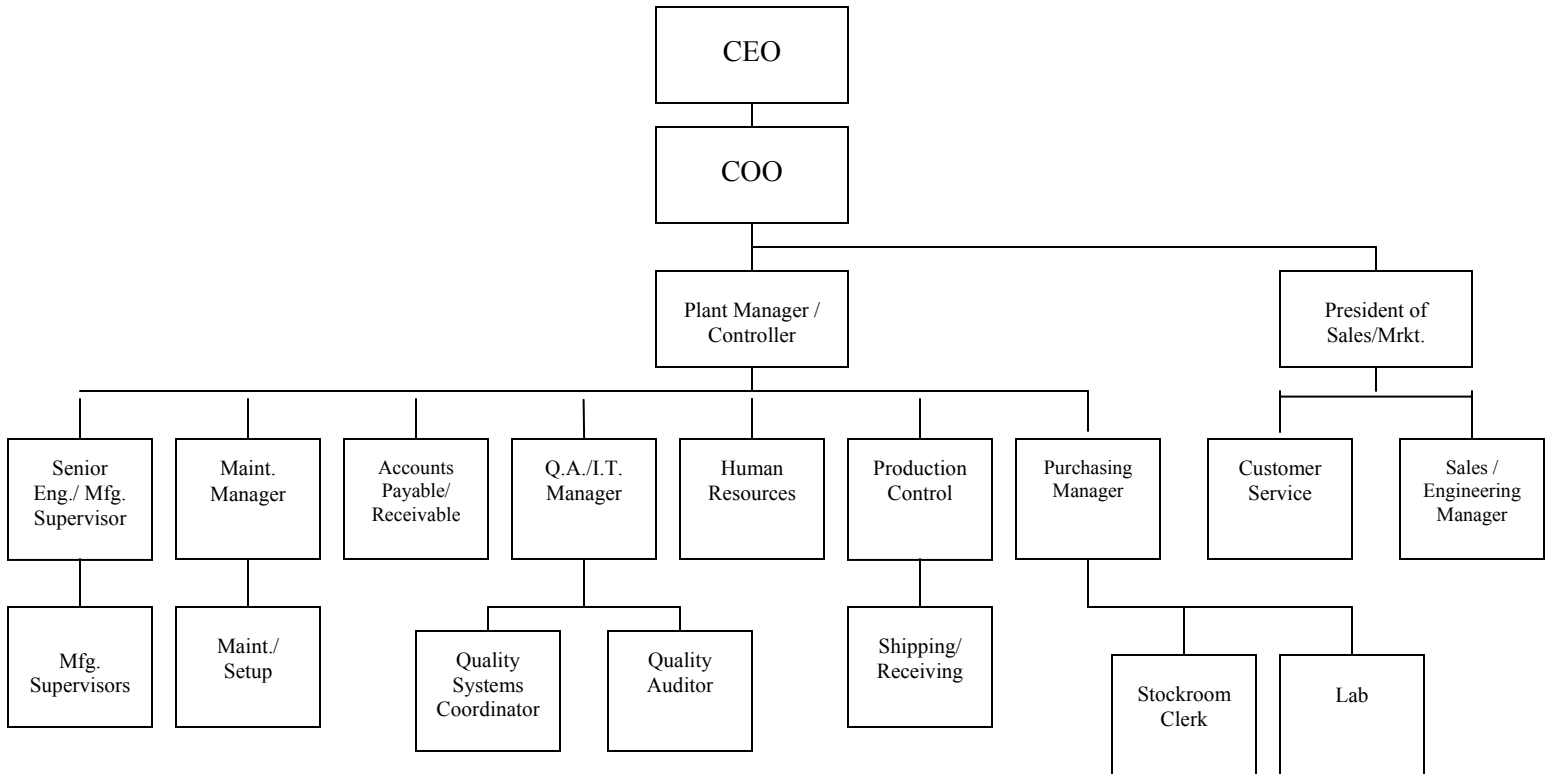 CEO
COO
Plant Manager /
Controller
President of
Sales/Mrkt.
Senior
Eng./ Mfg.
Supervisor
Maint.
Manager
Accounts
Payable/
Receivable
Q.A./I.T.
Manager
Human
Resources
Production
Control
Purchasing
Manager
Customer
Service
Sales /
Engineering
Manager
Mfg.
Supervisors
Maint./
Setup
Quality
Systems
Coordinator
Quality
Auditor
Shipping/
Receiving
Stockroom
Clerk
Lab